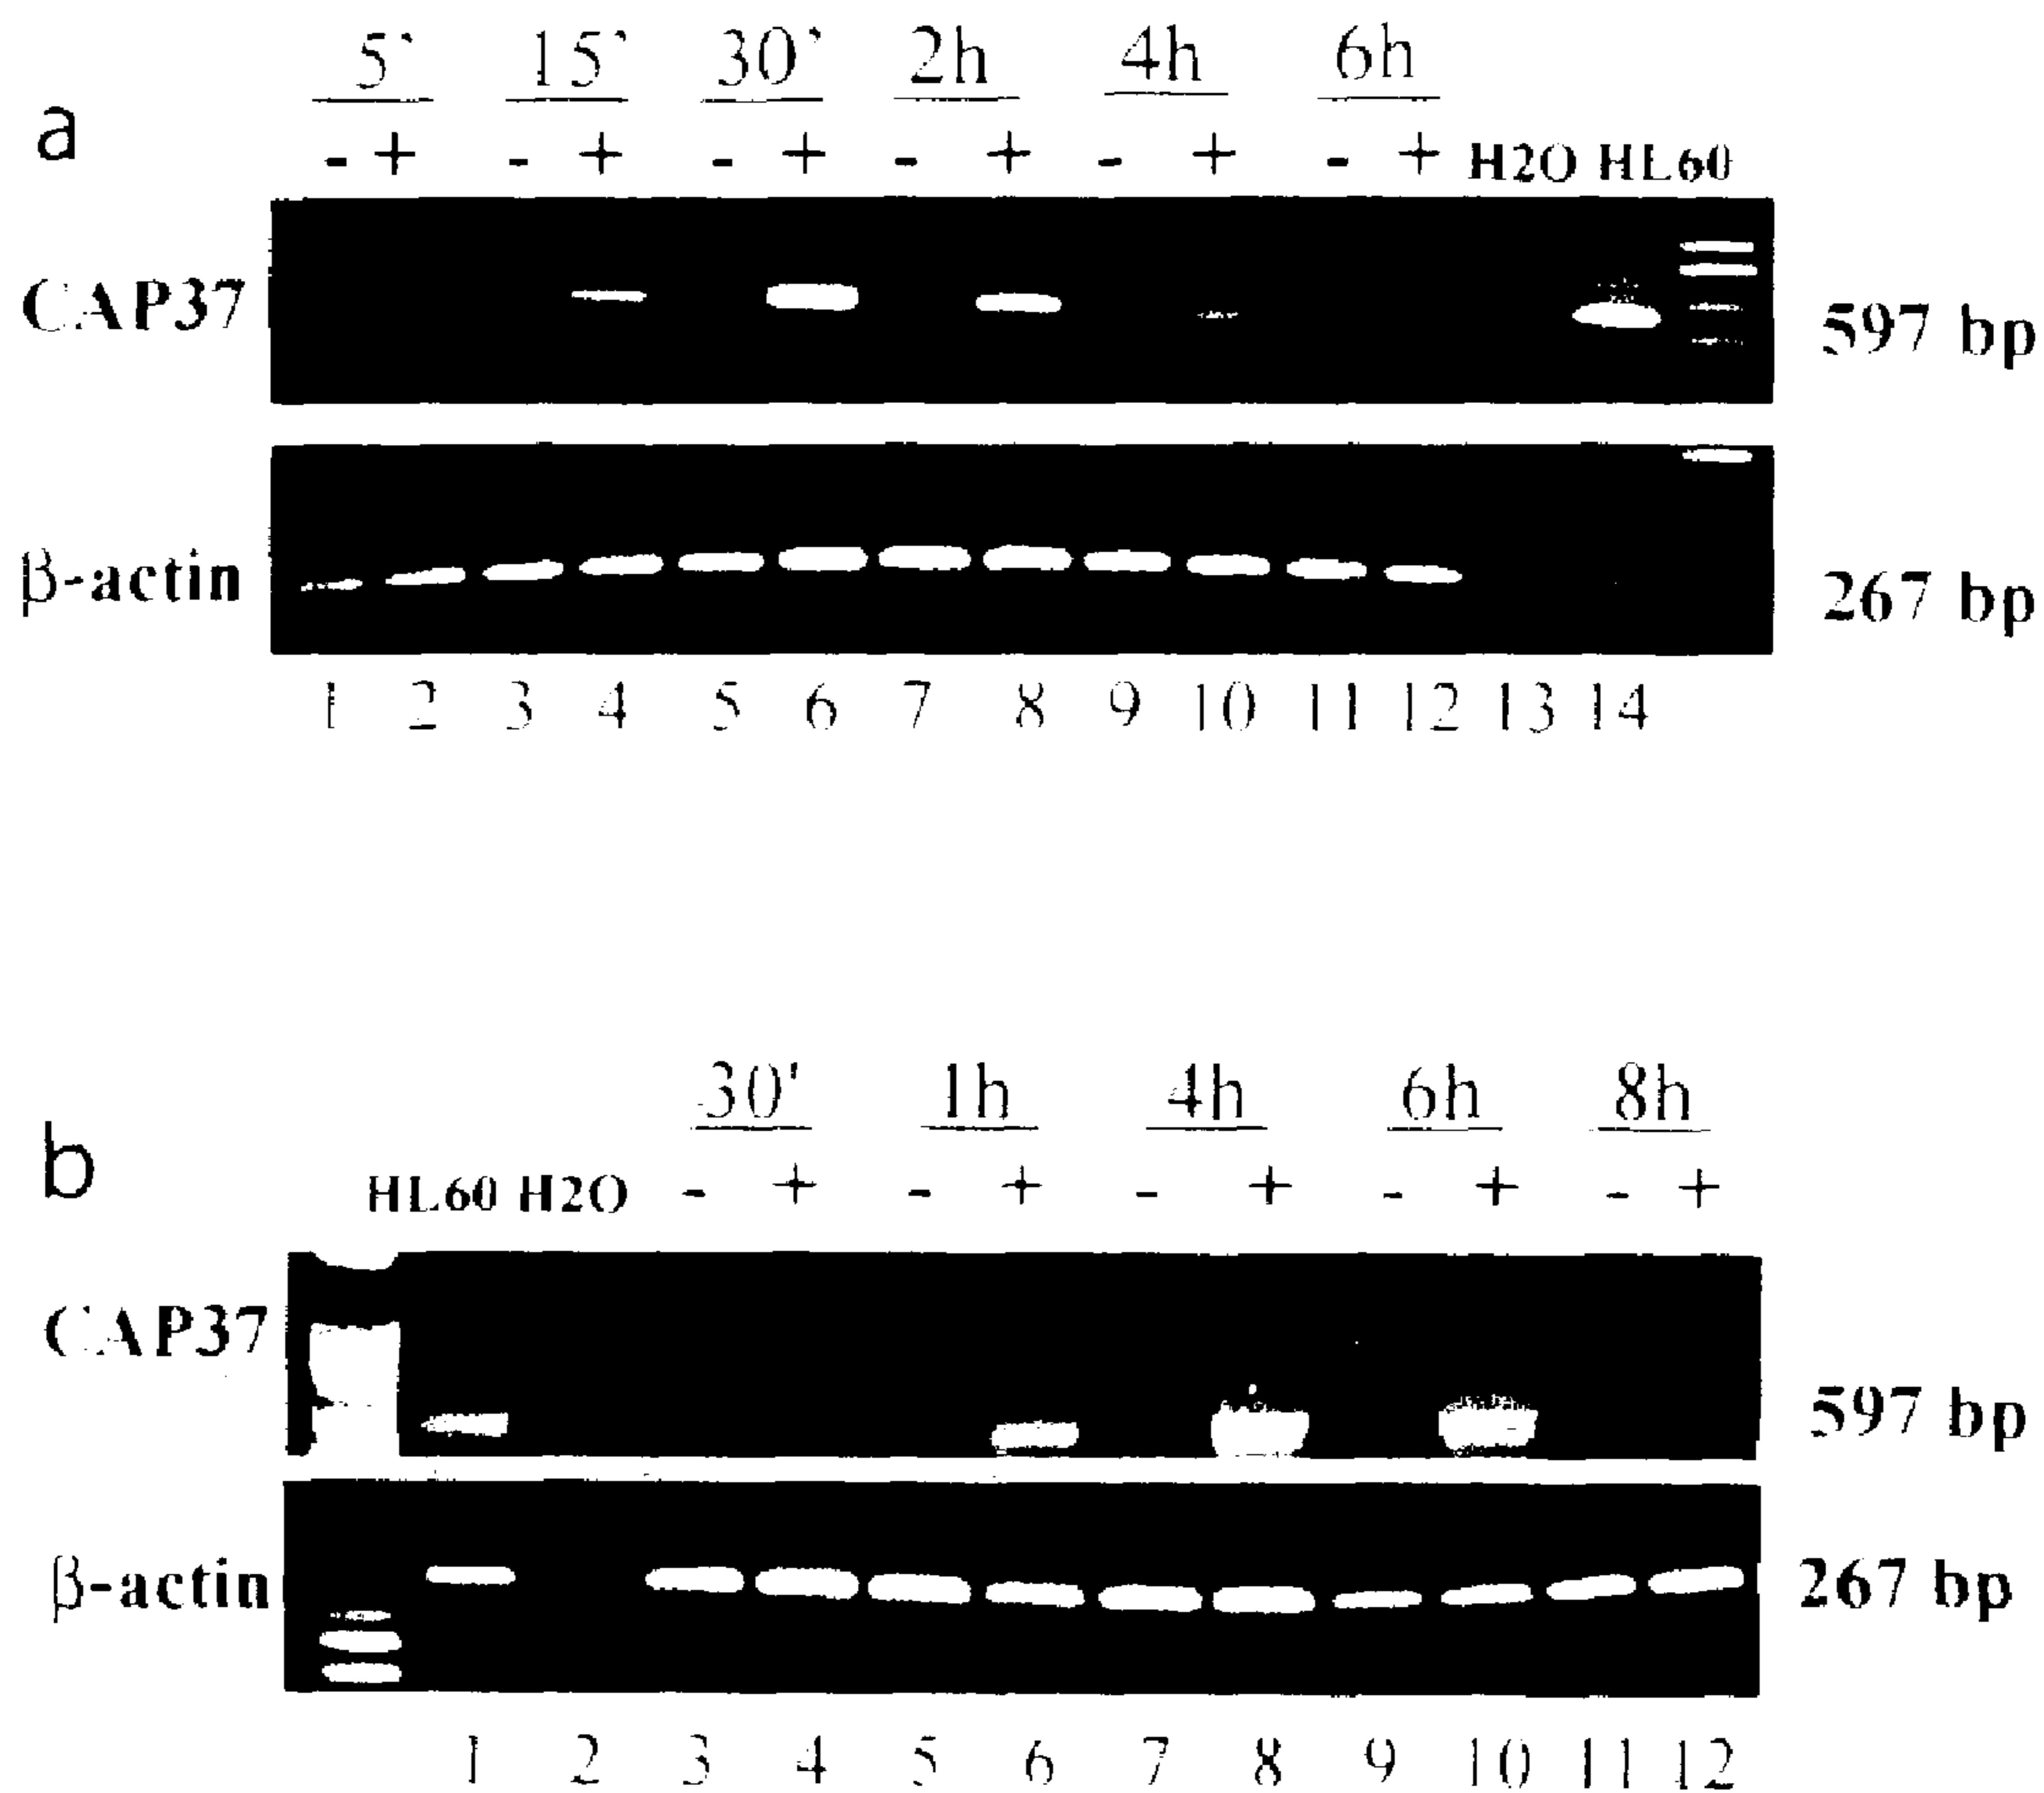 5` 15` 30` 2h 4h 6h
a
- + - + - + - + - + - + H2O HL60
CAP37 597 bp
β-actin 267 bp
1 2 3 4 5 6 7 8 9 10 11 12 13 14
30' 1h 4h 6h 8h
b
HL60 H2O - + - + - + - + - +
CAP37 597 bp
β-actin 267 bp
1 2 3 4 5 6 7 8 9 10 11 12